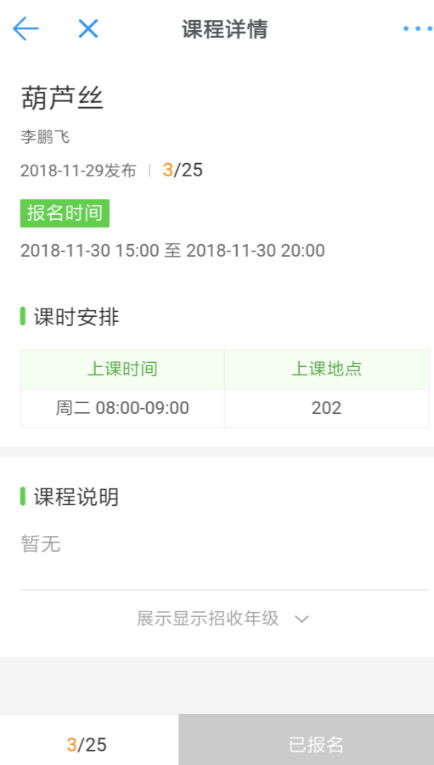 课程详情
葫芦丝
李鹏飞
2018-11-29发布 3/25
报名时间
2018-11-30 15:00 至 2018-11-30 20:00
课时安排
上课时间 上课地点
周二 08:00-09:00 202
课程说明
暂无
展示显示招收年级
3/25 已报名